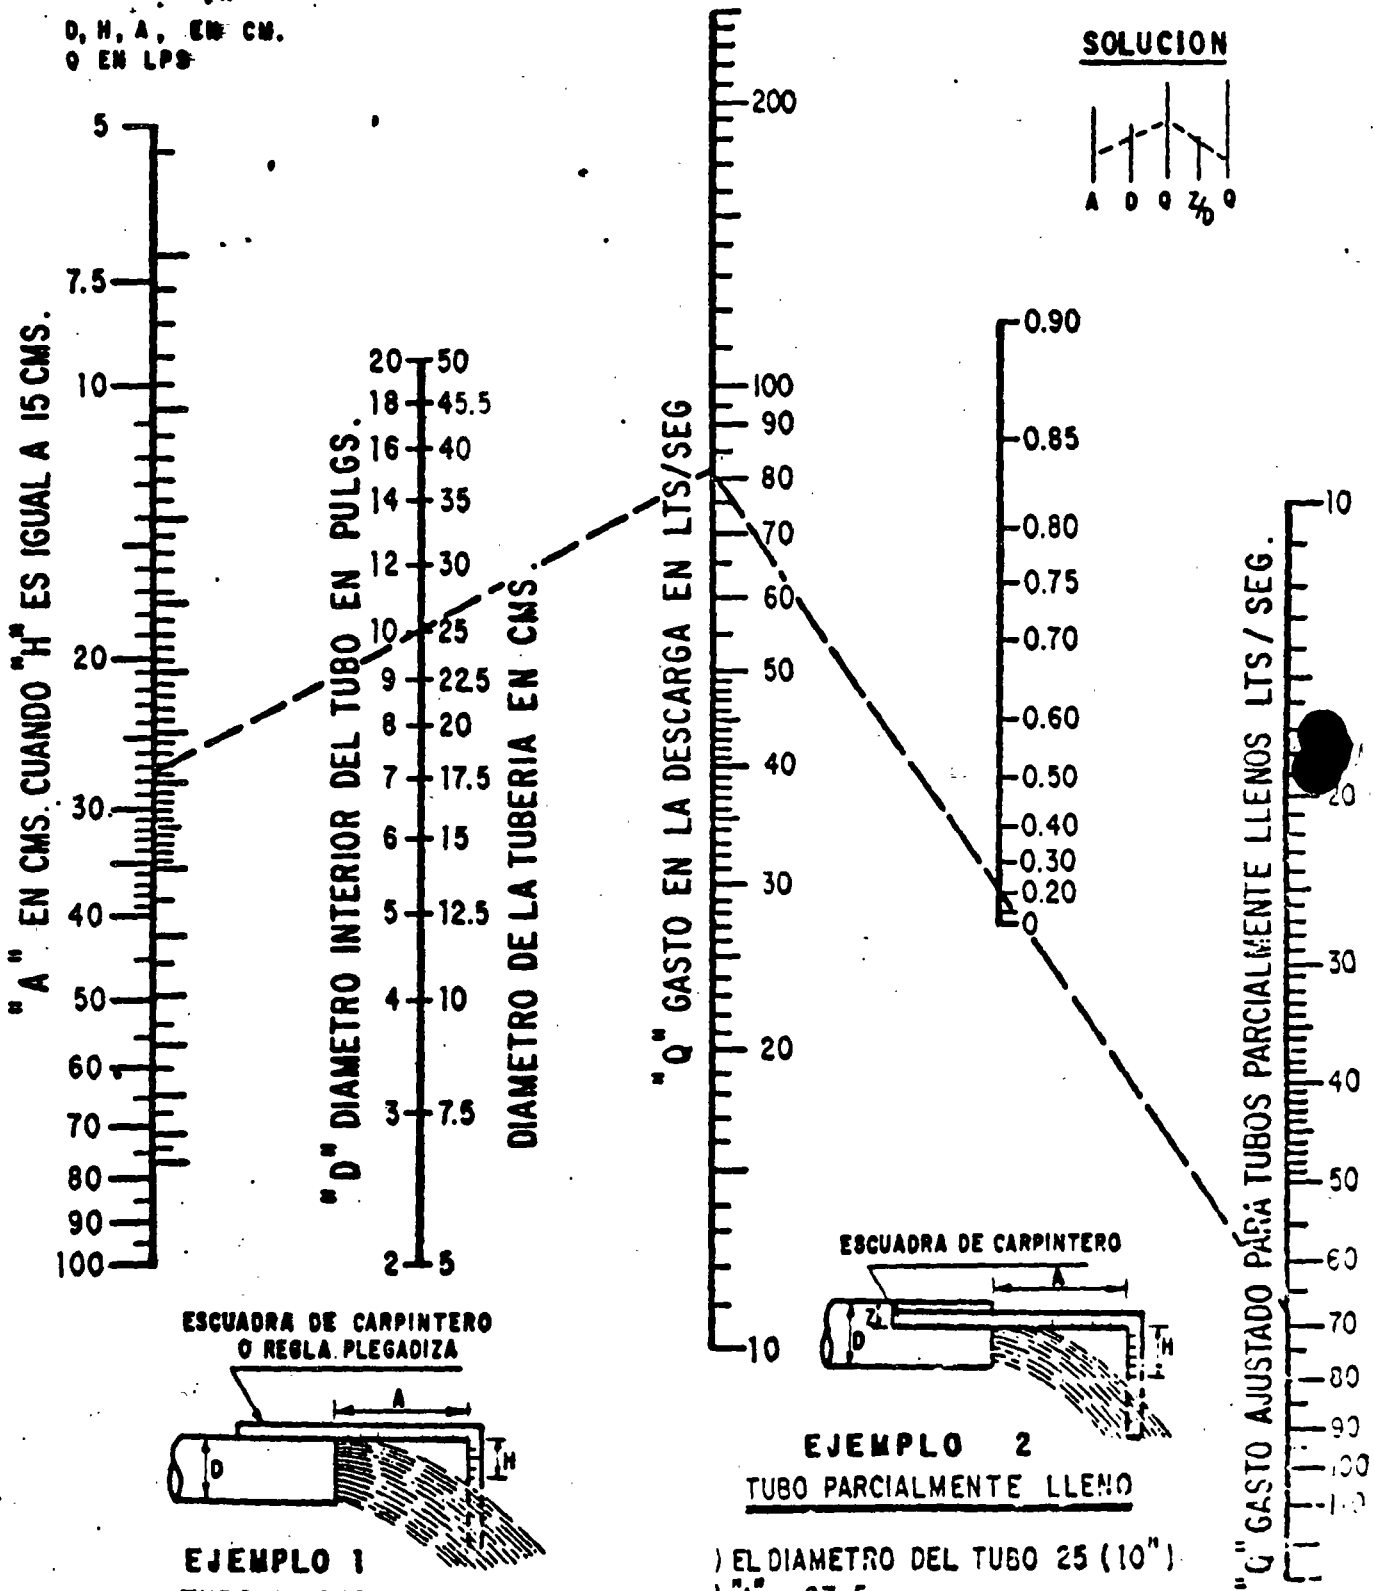 D, H, A, EN CM.
Q EN LPS
SOLUCION
A D Q Z/D Q
"A" EN CMS. CUANDO "H" ES IGUAL A 15 CMS.
5
7.5
10
20
30
40
50
60
70
80
90
100
"D" DIAMETRO INTERIOR DEL TUBO EN PULGS.
DIAMETRO DE LA TUBERIA EN CMS
20 50
18 45.5
16 40
14 35
12 30
10 25
9 22.5
8 20
7 17.5
6 15
5 12.5
4 10
3 7.5
2 5
"Q" GASTO EN LA DESCARGA EN LTS/SEG
200
100
90
80
70
60
50
40
30
20
10
0.90
0.85
0.80
0.75
0.70
0.60
0.50
0.40
0.30
0.20
0
"Q" GASTO AJUSTADO PARA TUBOS PARCIALMENTE LLENOS LTS/SEG.
10
20
30
40
50
60
70
80
90
100
ESCUADRA DE CARPINTERO
O REGLA PLEGADIZA
A
D
H
EJEMPLO 1
ESCUADRA DE CARPINTERO
A
Z
D
H
EJEMPLO 2
TUBO PARCIALMENTE LLENO
) EL DIAMETRO DEL TUBO 25 (10")